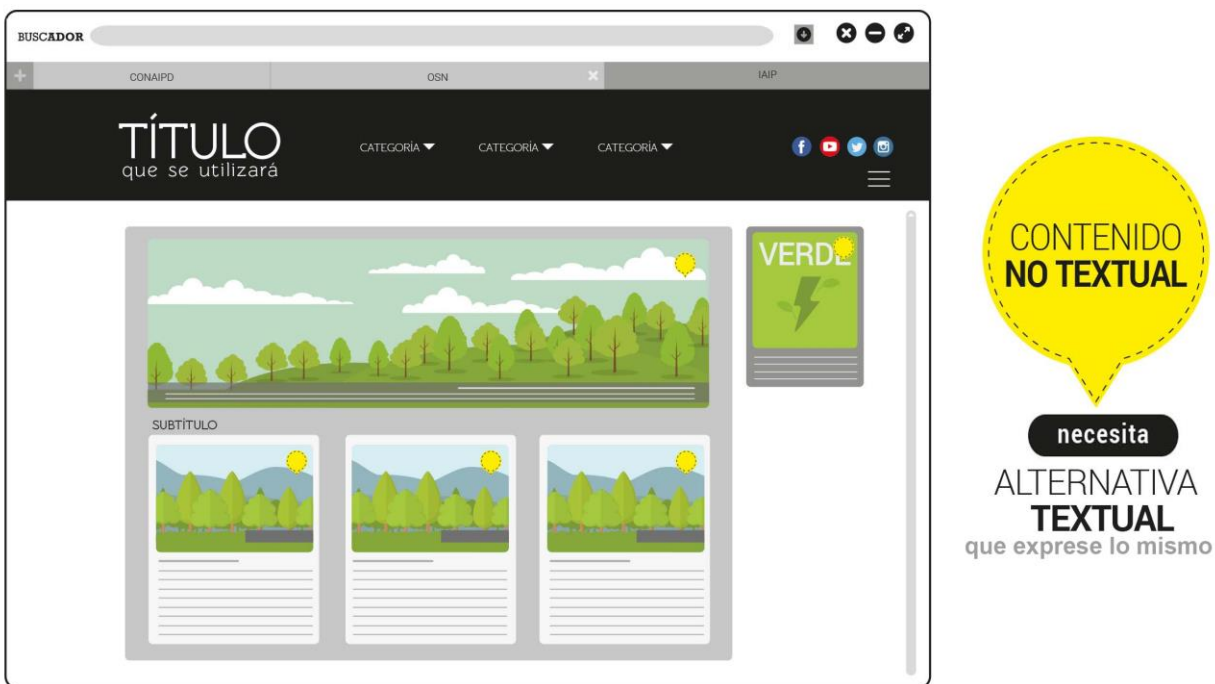 BUSCADOR
CONAIPD
OSN
IAIP
TÍTULO
que se utilizará
CATEGORÍA
CATEGORÍA
CATEGORÍA
VERDE
SUBTÍTULO
CONTENIDO
NO TEXTUAL
necesita
ALTERNATIVA
TEXTUAL
que exprese lo mismo